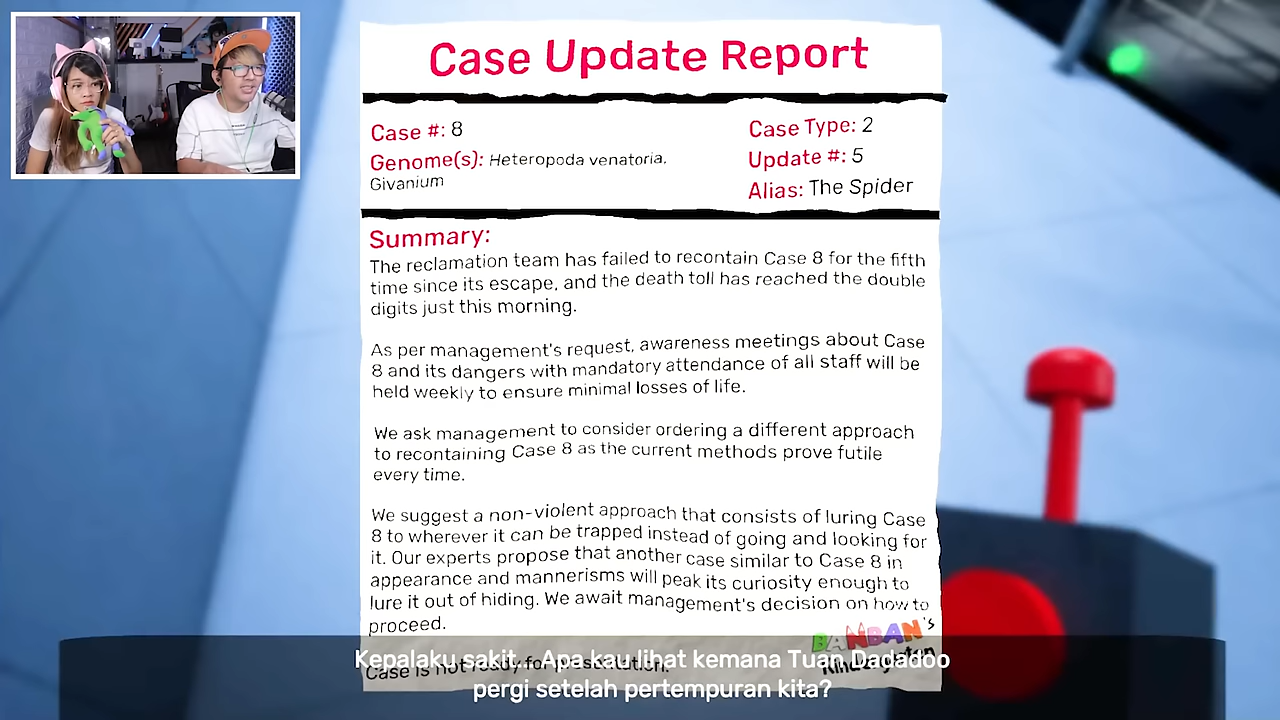 Case Update Report
Case #: 8
Genome(s): Heteropoda venatoria,
Givanium
Case Type: 2
Update #: 5
Alias: The Spider
Summary:
The reclamation team has failed to recontain Case 8 for the fifth
time since its escape, and the death toll has reached the double
digits just this morning.
As per management's request, awareness meetings about Case
8 and its dangers with mandatory attendance of all staff will be
held weekly to ensure minimal losses of life.
We ask management to consider ordering a different approach
to recontaining Case 8 as the current methods prove futile
every time.
We suggest a non-violent approach that consists of luring Case
8 to wherever it can be trapped instead of going and looking for
it. Our experts propose that another case similar to Case 8 in
appearance and mannerisms will peak its curiosity enough to
lure it out of hiding. We await management's decision on how to
proceed.
BANBAN's
Kindergarten
Case is not ready for presentation.
Kepalaku sakit... Apa kau lihat kemana Tuan Dadadoo
pergi setelah pertempuran kita?